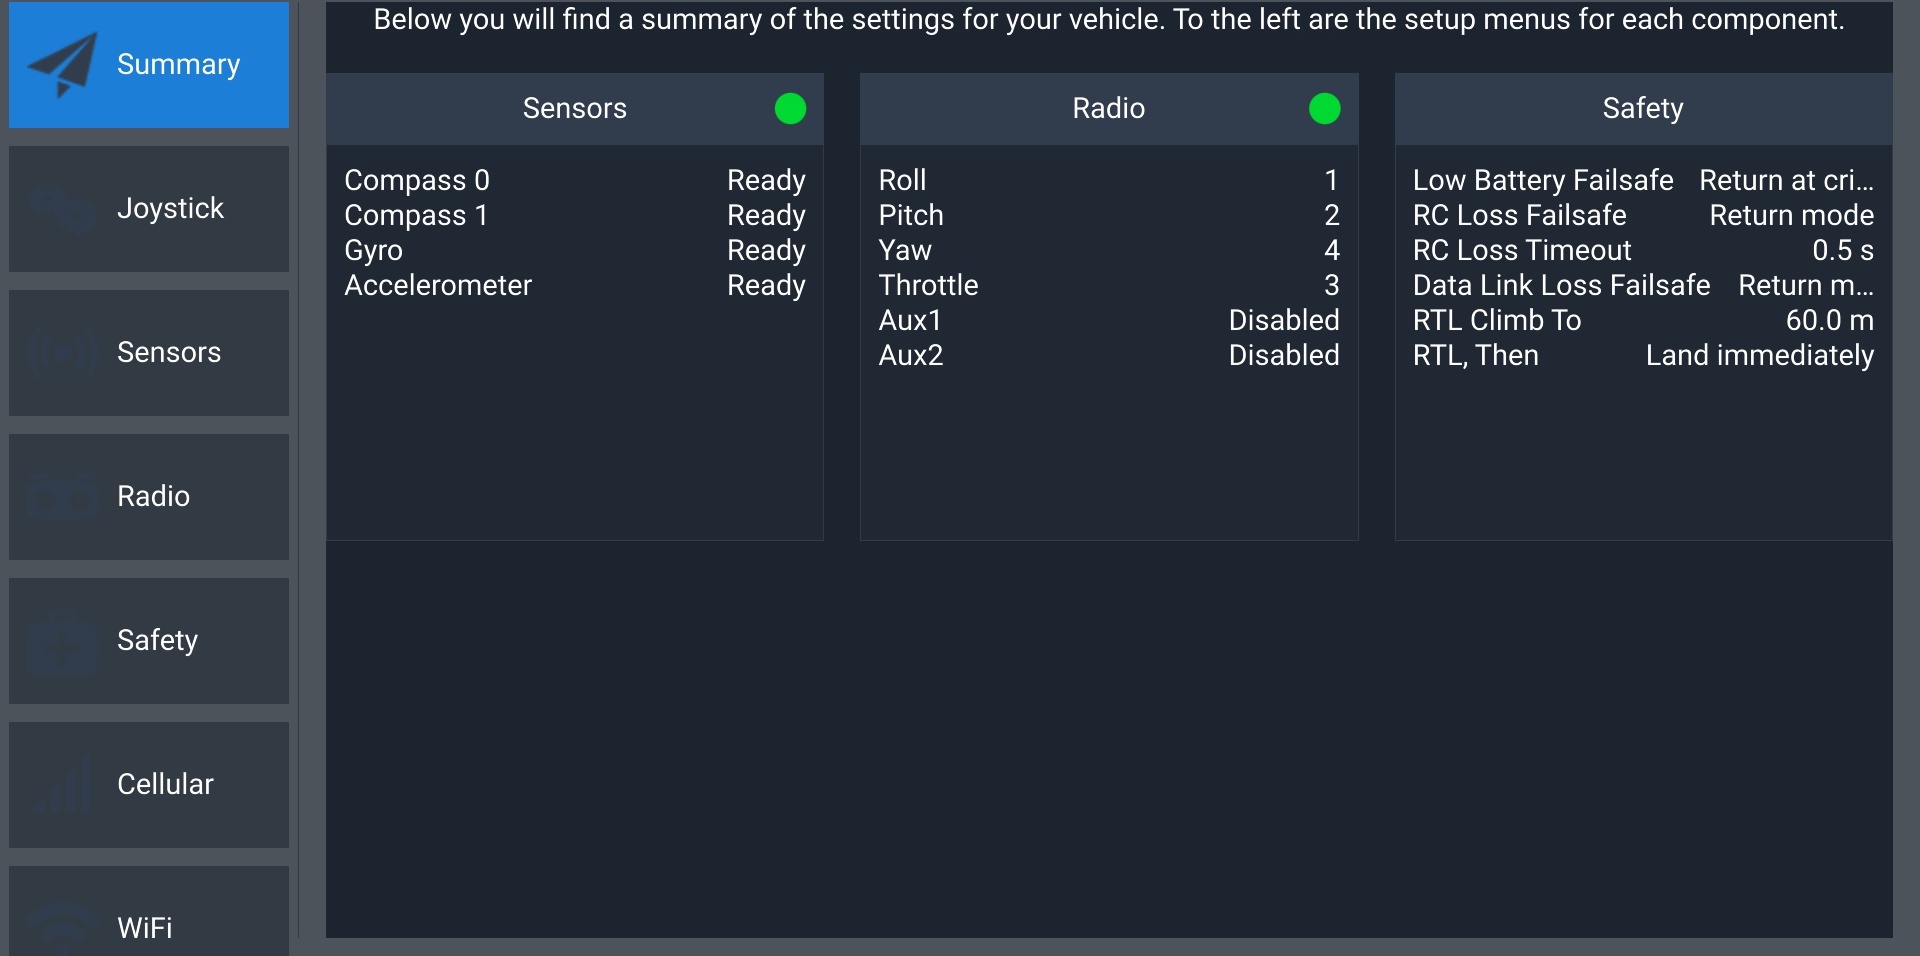 Below you will find a summary of the settings for your vehicle. To the left are the setup menus for each component.
Summary
Joystick
Sensors
Radio
Safety
Cellular
WiFi
Sensors
Compass 0 Ready
Compass 1 Ready
Gyro Ready
Accelerometer Ready
Radio
Roll 1
Pitch 2
Yaw 4
Throttle 3
Aux1 Disabled
Aux2 Disabled
Safety
Low Battery Failsafe Return at cri...
RC Loss Failsafe Return mode
RC Loss Timeout 0.5 s
Data Link Loss Failsafe Return m...
RTL Climb To 60.0 m
RTL, Then Land immediately